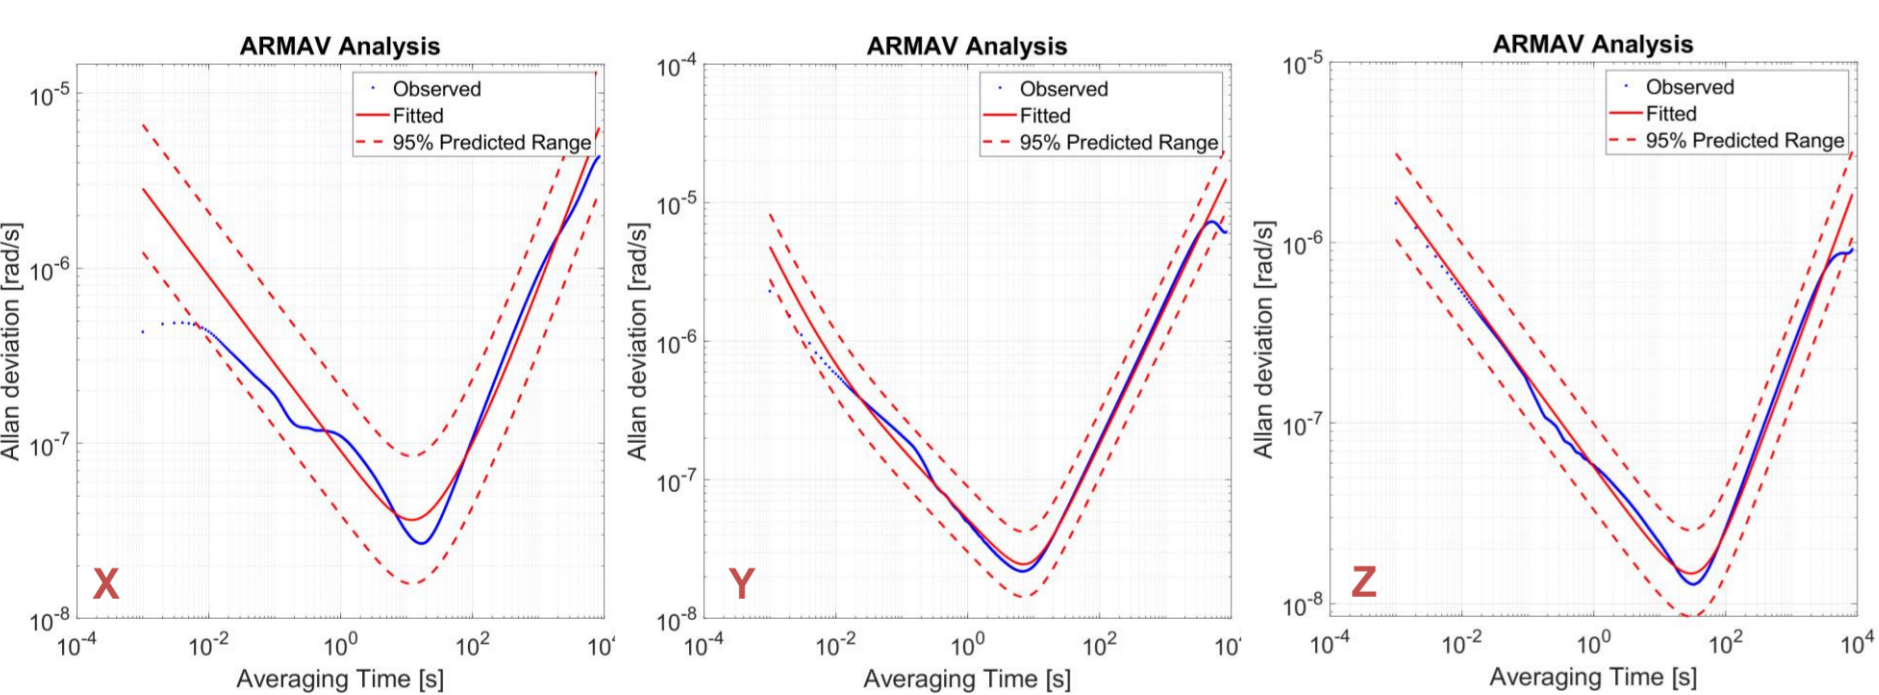 ARMAV Analysis
Observed
Fitted
95% Predicted Range
Allan deviation [rad/s]
10^-5
10^-6
10^-7
10^-8
X
10^-4
10^-2
10^0
10^2
Averaging Time [s]
ARMAV Analysis
Observed
Fitted
95% Predicted Range
Allan deviation [rad/s]
10^-4
10^-5
10^-6
10^-7
10^-8
Y
10^-4
10^-2
10^0
10^2
Averaging Time [s]
ARMAV Analysis
Observed
Fitted
95% Predicted Range
Allan deviation [rad/s]
10^-5
10^-6
10^-7
10^-8
Z
10^-4
10^-2
10^0
10^2
10^4
Averaging Time [s]